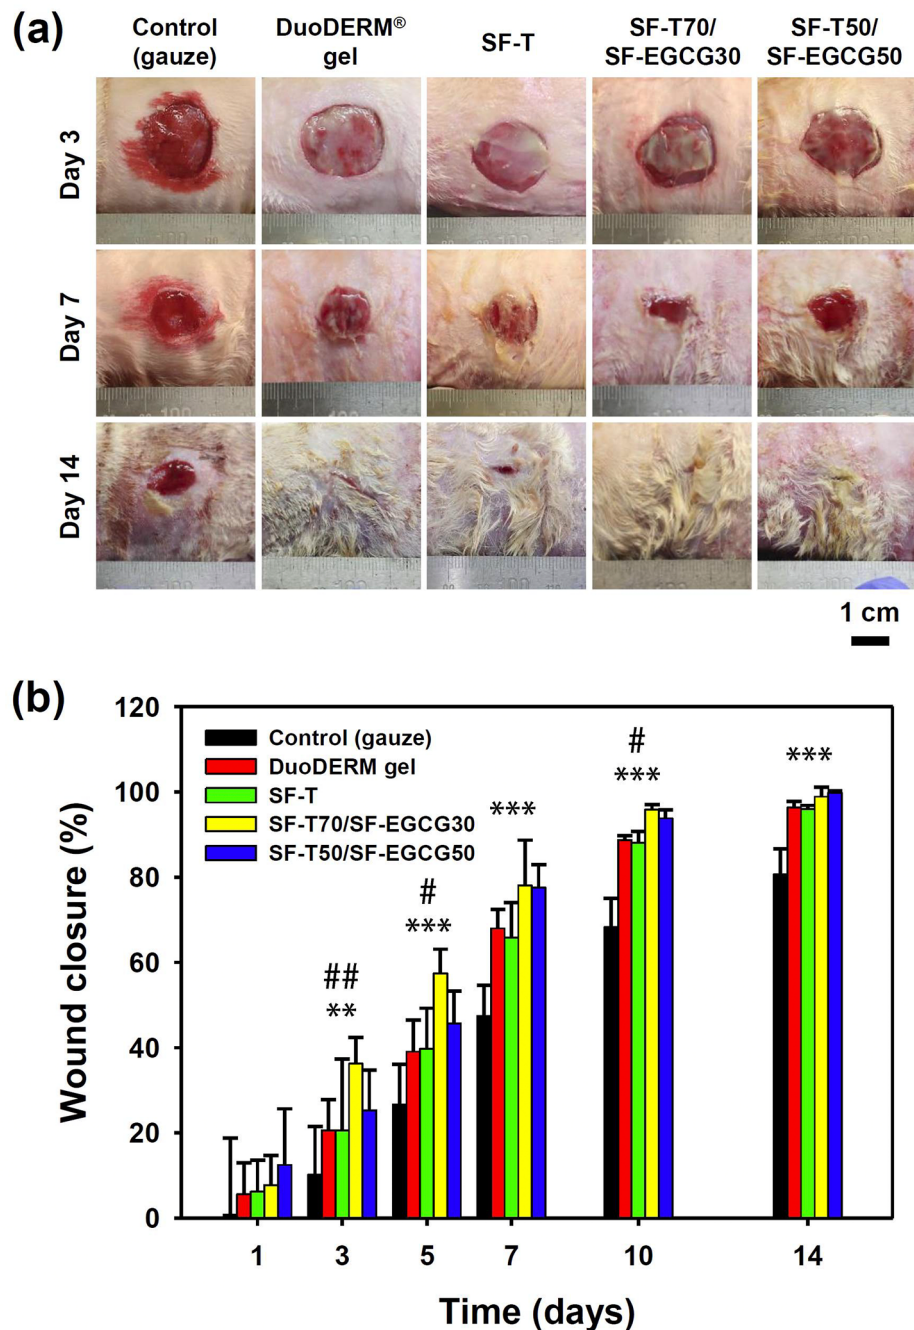 (a)
Control
(gauze)
DuoDERM®
gel
SF-T
SF-T70/
SF-EGCG30
SF-T50/
SF-EGCG50
Day 3
Day 7
Day 14
1 cm
(b)
120
100
80
60
40
20
0
Wound closure (%)
Control (gauze)
DuoDERM gel
SF-T
SF-T70/SF-EGCG30
SF-T50/SF-EGCG50
##
**
#
***
***
#
***
***
1 3 5 7 10 14
Time (days)